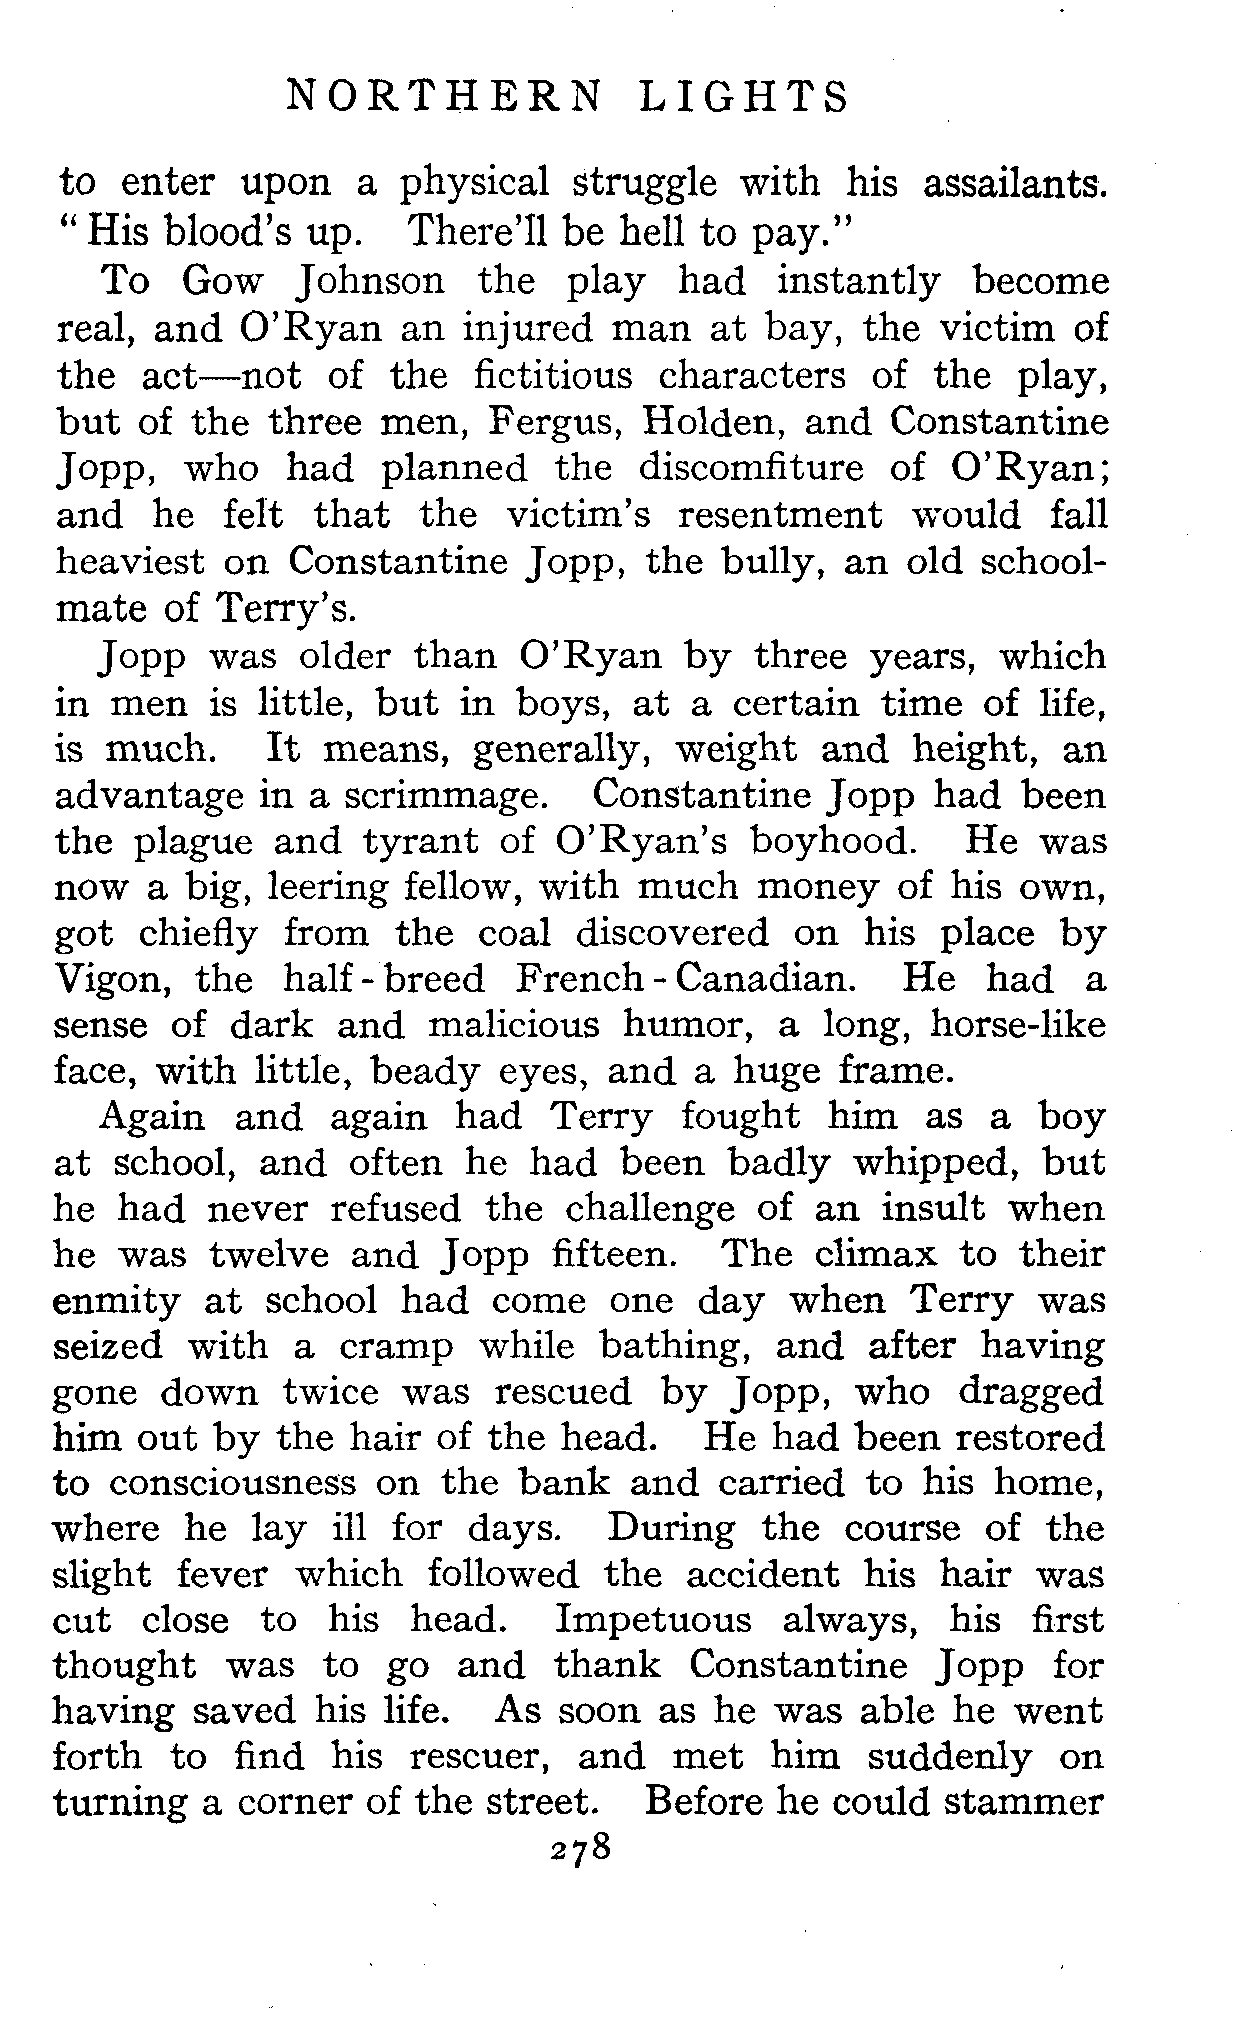 NORTHERN LIGHTS
to enter upon a physical struggle with his assailants.
“His blood's up. There'll be hell to pay.”
To Gow Johnson the play had instantly become
real, and O'Ryan an injured man at bay, the victim of
the act—not of the fictitious characters of the play,
but of the three men, Fergus, Holden, and Constantine
Jopp, who had planned the discomfiture of O'Ryan;
and he felt that the victim's resentment would fall
heaviest on Constantine Jopp, the bully, an old school-
mate of Terry's.
Jopp was older than O'Ryan by three years, which
in men is little, but in boys, at a certain time of life,
is much. It means, generally, weight and height, an
advantage in a scrimmage. Constantine Jopp had been
the plague and tyrant of O'Ryan's boyhood. He was
now a big, leering fellow, with much money of his own,
got chiefly from the coal discovered on his place by
Vigon, the half-breed French-Canadian. He had a
sense of dark and malicious humor, a long, horse-like
face, with little, beady eyes, and a huge frame.
Again and again had Terry fought him as a boy
at school, and often he had been badly whipped, but
he had never refused the challenge of an insult when
he was twelve and Jopp fifteen. The climax to their
enmity at school had come one day when Terry was
seized with a cramp while bathing, and after having
gone down twice was rescued by Jopp, who dragged
him out by the hair of the head. He had been restored
to consciousness on the bank and carried to his home,
where he lay ill for days. During the course of the
slight fever which followed the accident his hair was
cut close to his head. Impetuous always, his first
thought was to go and thank Constantine Jopp for
having saved his life. As soon as he was able he went
forth to find his rescuer, and met him suddenly on
turning a corner of the street. Before he could stammer
278